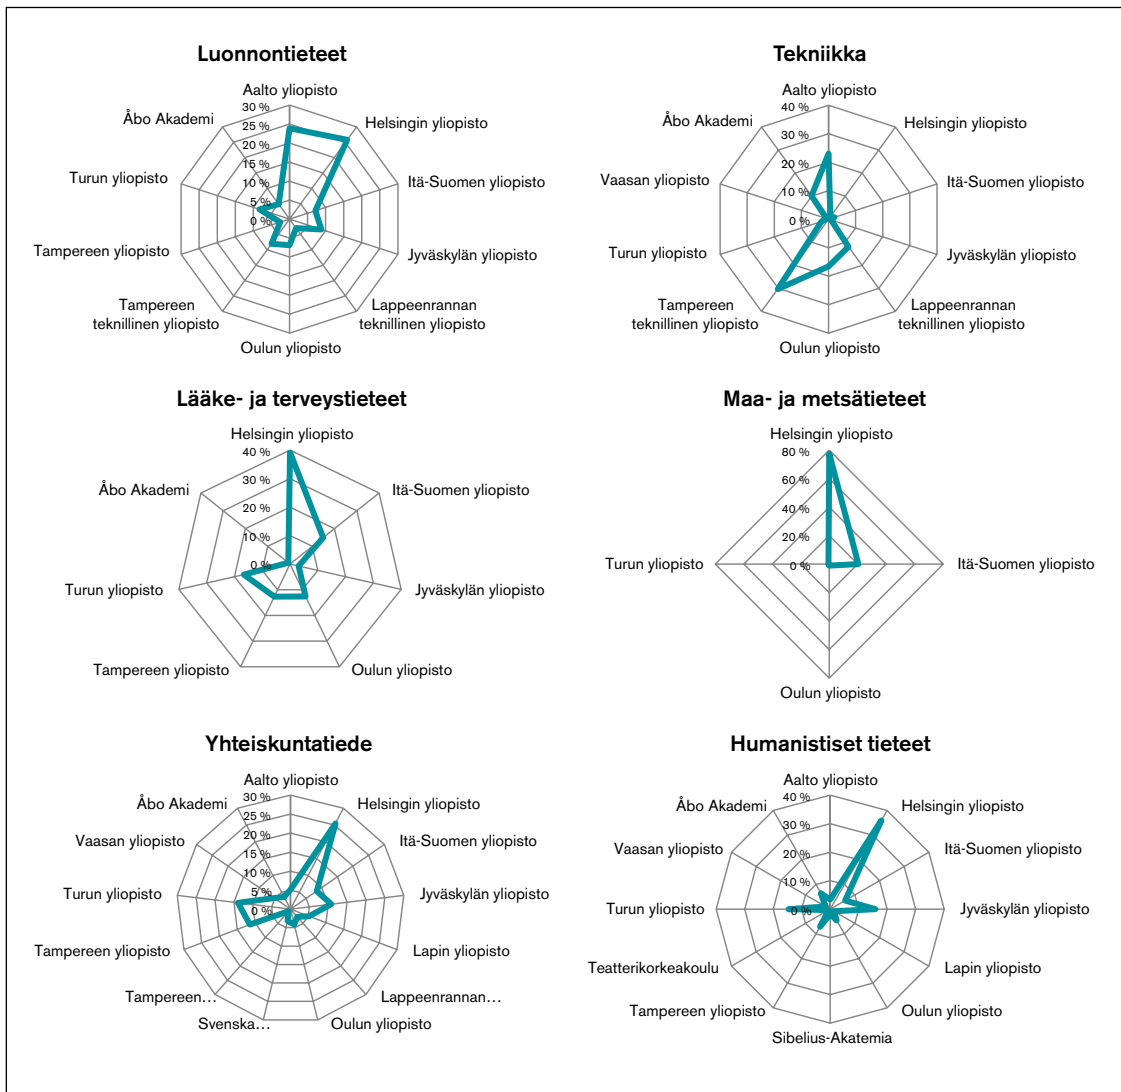 Luonnontieteet
Aalto yliopisto
Helsingin yliopisto
Itä-Suomen yliopisto
Jyväskylän yliopisto
Lappeenrannan
teknillinen yliopisto
Oulun yliopisto
Tampereen
teknillinen yliopisto
Tampereen yliopisto
Turun yliopisto
Åbo Akademi
30 %
25 %
20 %
15 %
10 %
5 %
0 %
Tekniikka
Aalto yliopisto
Helsingin yliopisto
Itä-Suomen yliopisto
Jyväskylän yliopisto
Lappeenrannan
teknillinen yliopisto
Oulun yliopisto
Tampereen
teknillinen yliopisto
Turun yliopisto
Vaasan yliopisto
Åbo Akademi
40 %
30 %
20 %
10 %
0 %
Lääke- ja terveystieteet
Helsingin yliopisto
Itä-Suomen yliopisto
Jyväskylän yliopisto
Oulun yliopisto
Tampereen yliopisto
Turun yliopisto
Åbo Akademi
40 %
30 %
20 %
10 %
0 %
Maa- ja metsätieteet
Helsingin yliopisto
Itä-Suomen yliopisto
Oulun yliopisto
Turun yliopisto
80 %
60 %
40 %
20 %
0 %
Yhteiskuntatiede
Aalto yliopisto
Helsingin yliopisto
Itä-Suomen yliopisto
Jyväskylän yliopisto
Lapin yliopisto
Lappeenrannan...
Oulun yliopisto
Svenska...
Tampereen...
Tampereen yliopisto
Turun yliopisto
Vaasan yliopisto
Åbo Akademi
30 %
25 %
20 %
15 %
10 %
5 %
0 %
Humanistiset tieteet
Aalto yliopisto
Helsingin yliopisto
Itä-Suomen yliopisto
Jyväskylän yliopisto
Lapin yliopisto
Oulun yliopisto
Sibelius-Akatemia
Tampereen yliopisto
Teatterikorkeakoulu
Turun yliopisto
Vaasan yliopisto
Åbo Akademi
40 %
30 %
20 %
10 %
0 %